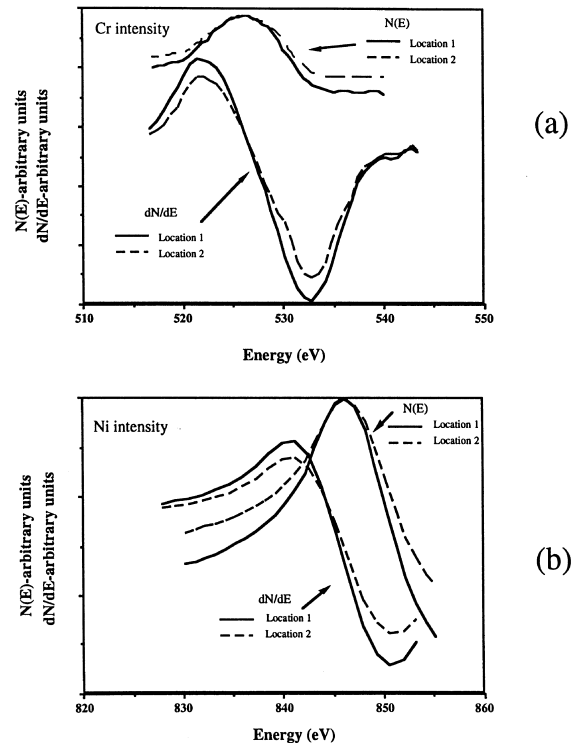 Cr intensity
N(E)
Location 1
Location 2
dN/dE
Location 1
Location 2
N(E)-arbitrary units
dN/dE-arbitrary units
510
520
530
540
550
Energy (eV)
(a)
Ni intensity
N(E)
Location 1
Location 2
dN/dE
Location 1
Location 2
N(E)-arbitrary units
dN/dE-arbitrary units
820
830
840
850
860
Energy (eV)
(b)